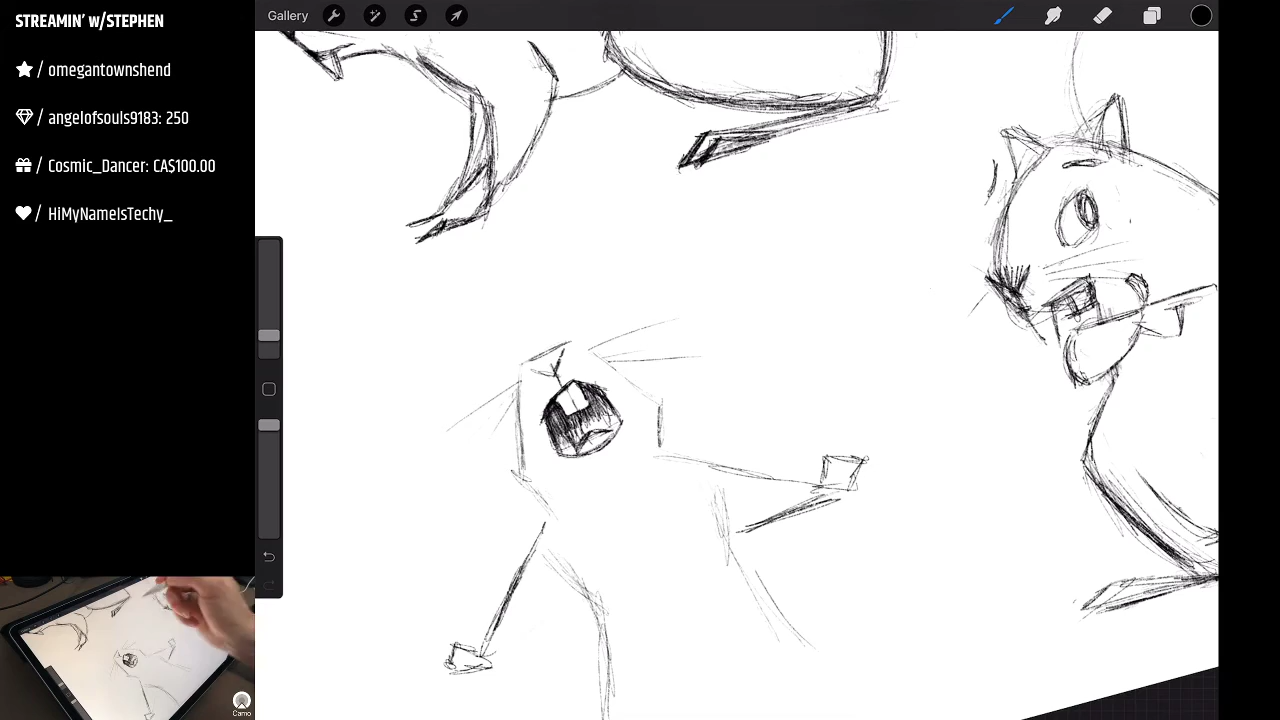 STREAMIN' w/STEPHEN
/ omegantownshend
/ angelofsouls9183: 250
/ Cosmic_Dancer: CA$100.00
/ HiMyNameIsTechy_
Gallery
Camo